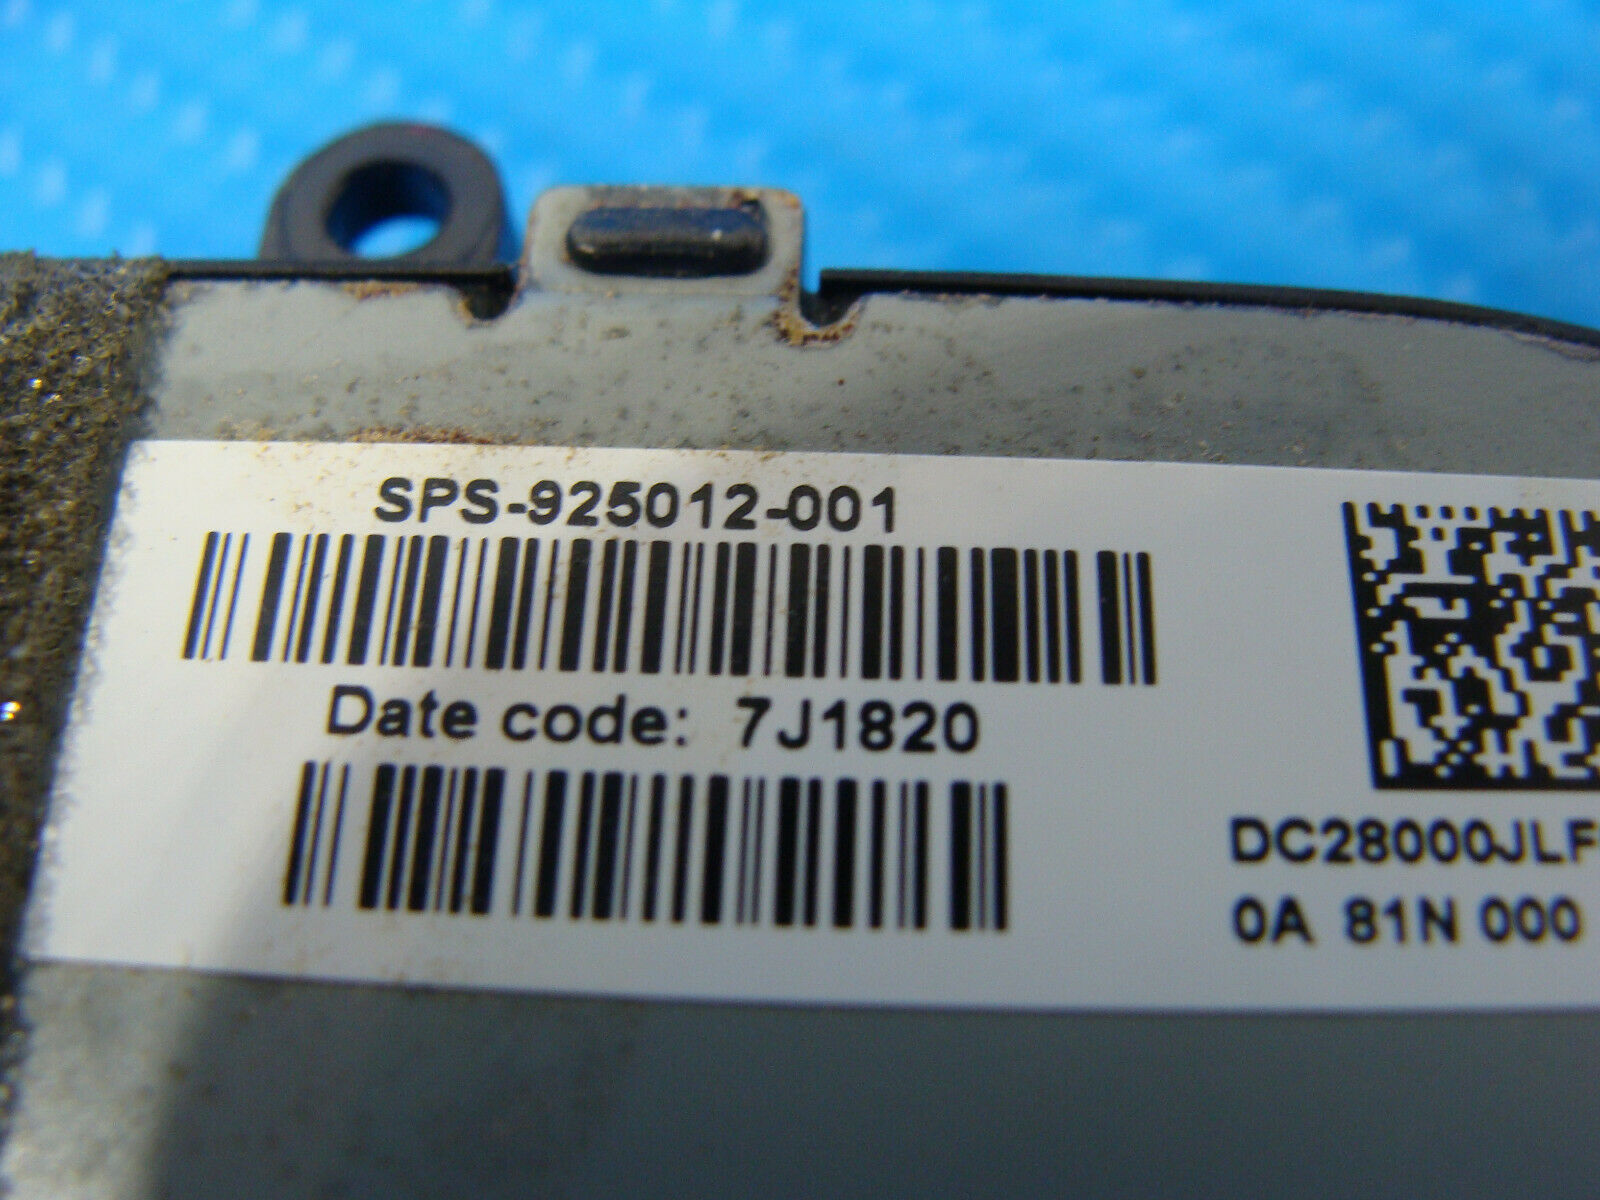 SPS-925012-001
Date code: 7J1820
DC28000JLF
0A 81N 000